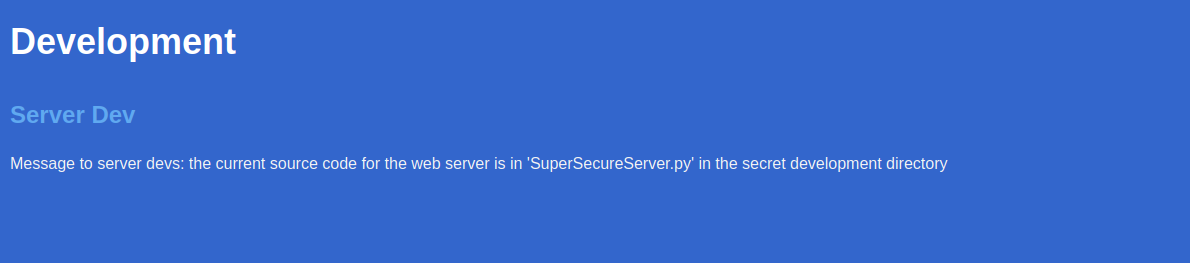 Development
Server Dev
Message to server devs: the current source code for the web server is in 'SuperSecureServer.py' in the secret development directory